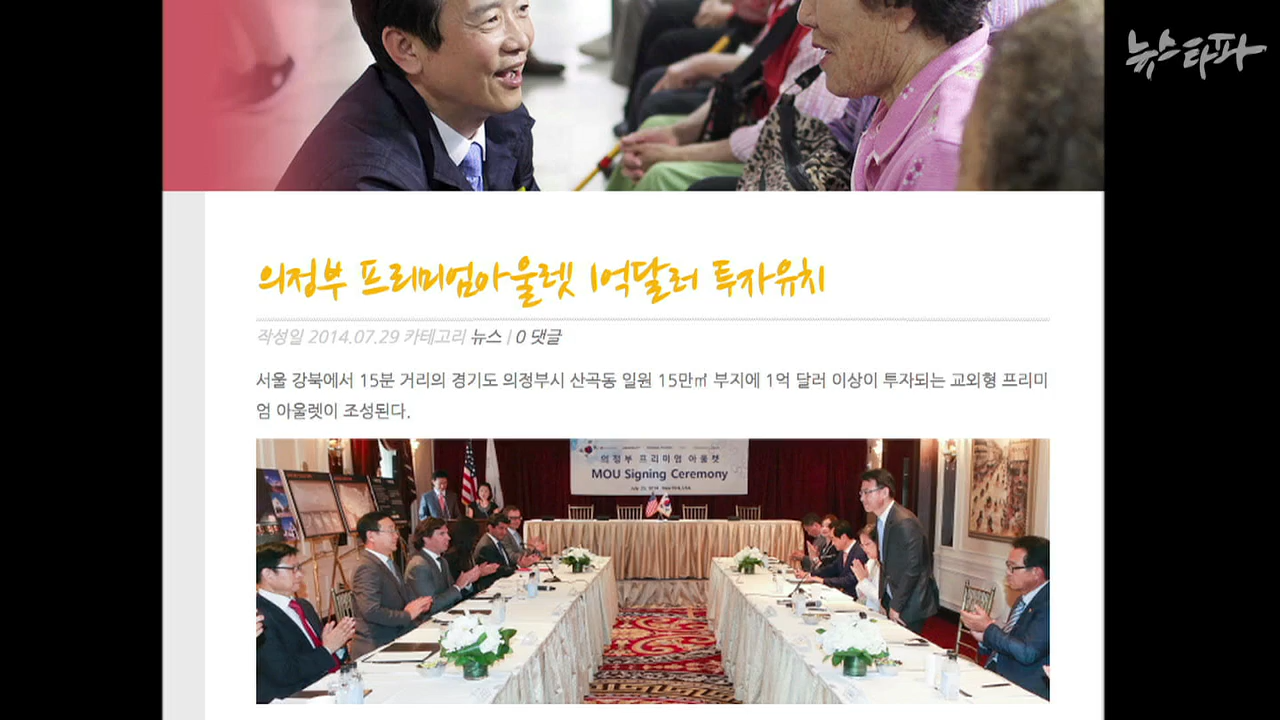 뉴스타파
의정부 프리미엄아울렛 1억달러 투자유치
작성일 2014.07.29 카테고리 뉴스 | 0 댓글
서울 강북에서 15분 거리의 경기도 의정부시 산곡동 일원 15만㎡ 부지에 1억 달러 이상이 투자되는 교외형 프리미
엄 아울렛이 조성된다.
의정부 프리미엄 아울렛
MOU Signing Ceremony